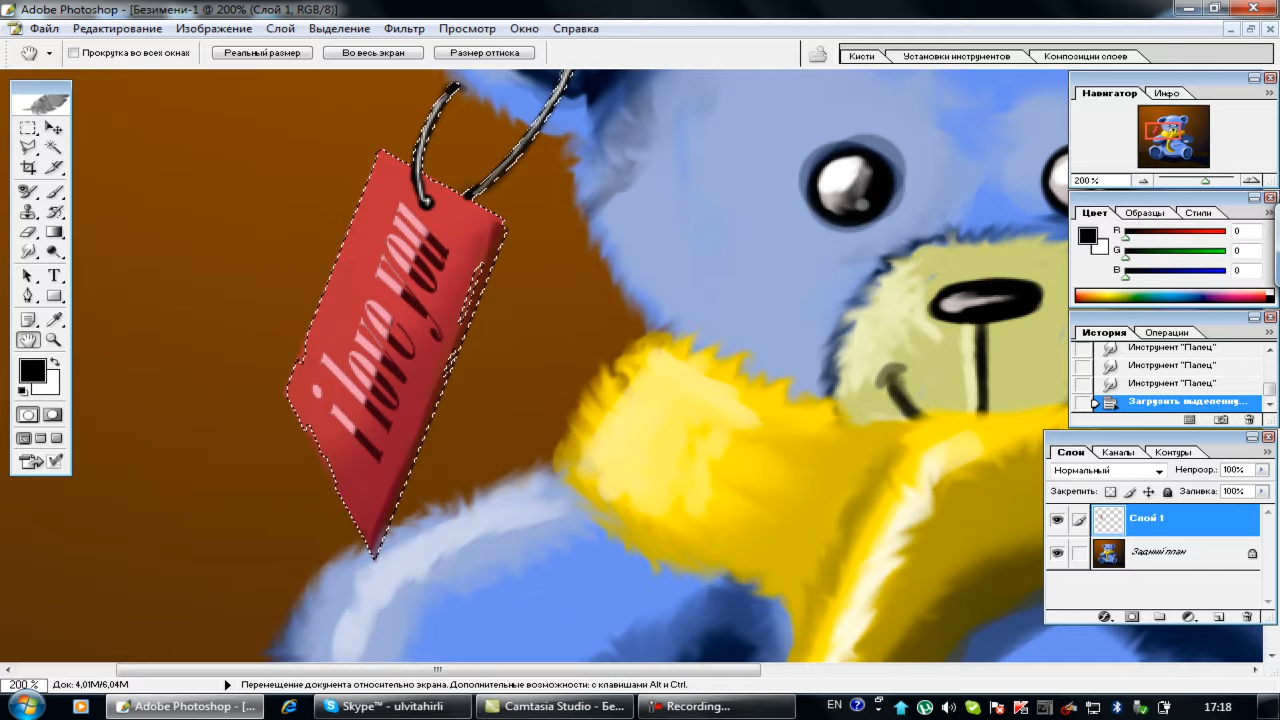 Adobe Photoshop - [Безимени-1 @ 200% (Слой 1, RGB/8)]
Файл Редактирование Изображение Слой Выделение Фильтр Просмотр Окно Справка
Прокрутка во всех окнах Реальный размер Во весь экран Размер оттиска Кисти Установки инструментов Композиции слоев
Навигатор Инфо
200 %
Цвет Образцы Стили
R 0
G 0
B 0
История Операции
Инструмент "Палец"
Инструмент "Палец"
Инструмент "Палец"
Загрузить выделенную...
Слои Каналы Контуры
Нормальный Непрозр.: 100%
Закрепить: Заливка: 100%
Слой 1
Задний план
i love you
i love you
200 % Док: 4,01M/6,04M Перемещение документа относительно экрана. Дополнительные возможности: с клавишами Alt и Ctrl.
Adobe Photoshop - [... Skype™ - ulvitahirli Camtasia Studio - Бе... Recording... EN 17:18